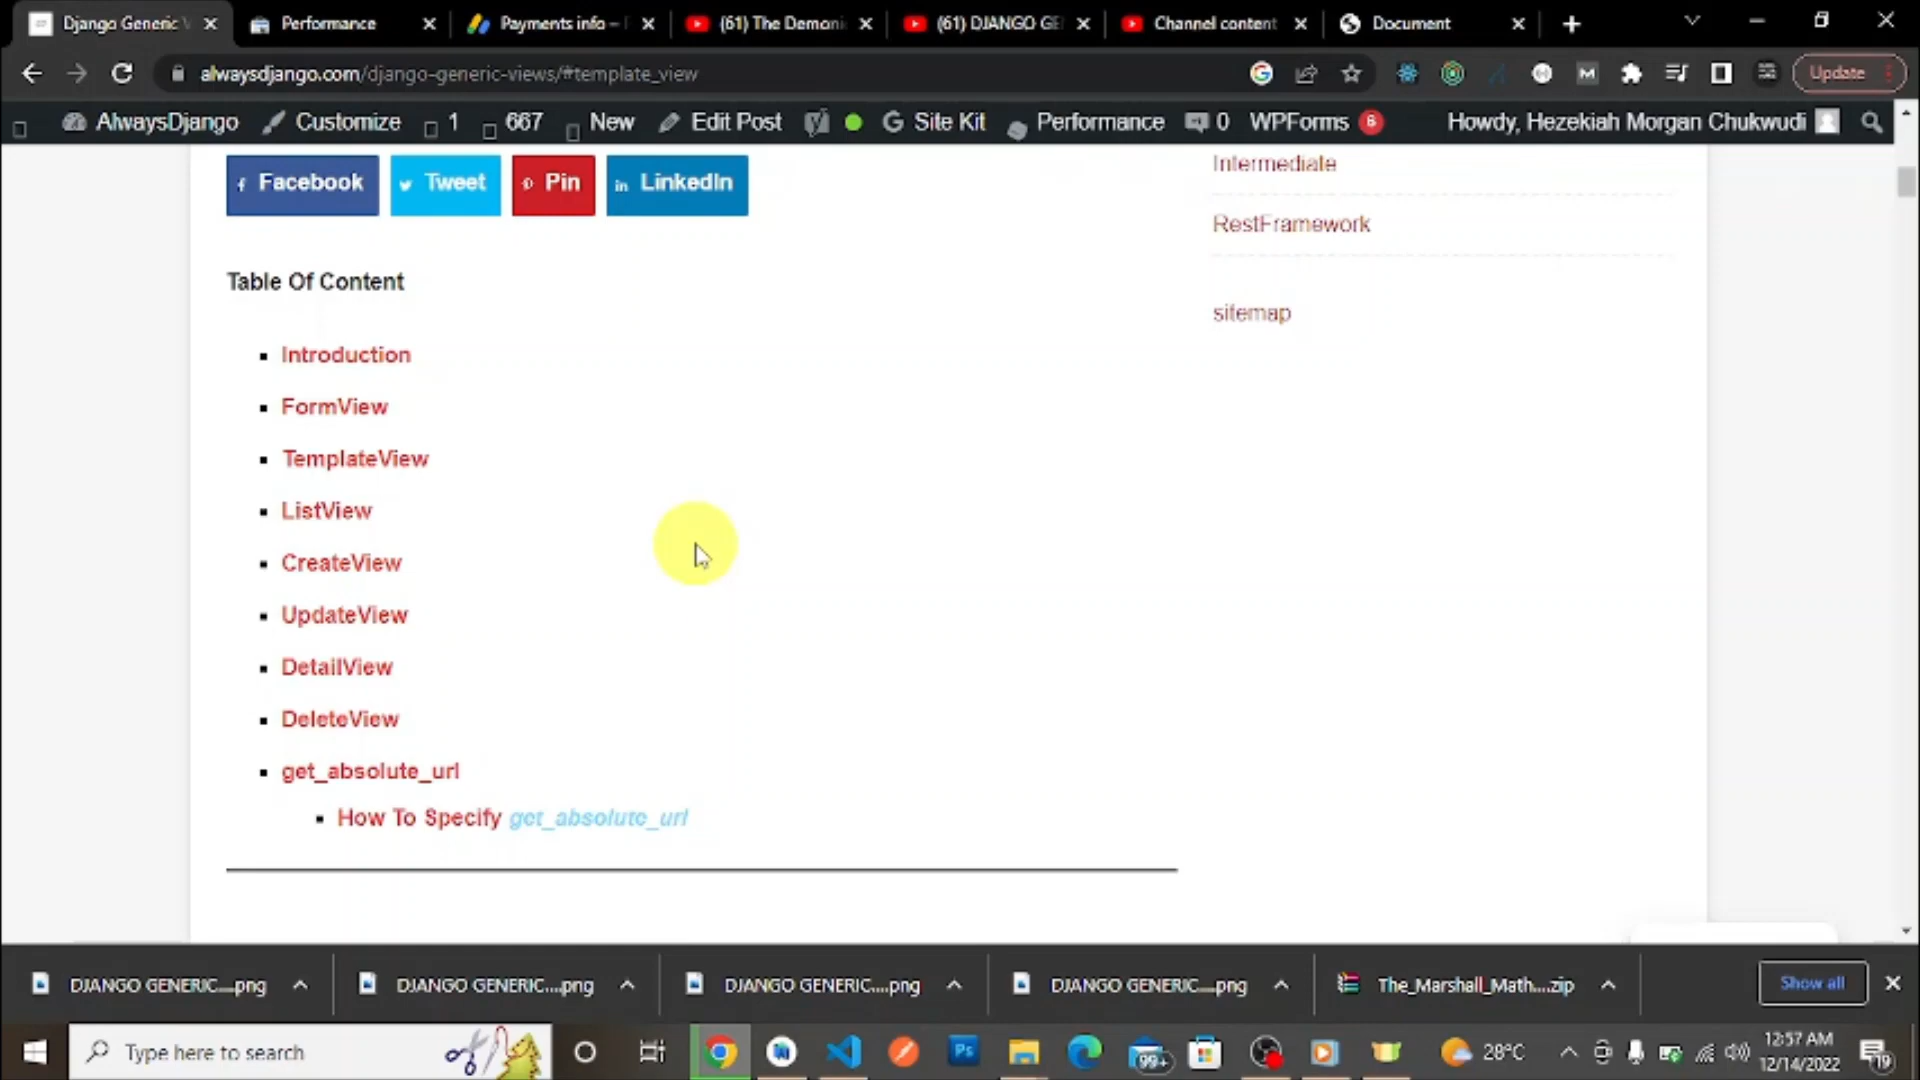 Django Generic V
Performance
Payments info –
(61) The Demoni
(61) DJANGO GE
Channel content
Document
alwaysdjango.com/django-generic-views/#template_view
Update
AlwaysDjango
Customize
1
667
New
Edit Post
Site Kit
Performance
0
WPForms 6
Howdy, Hezekiah Morgan Chukwudi
Facebook
Tweet
Pin
LinkedIn
Intermediate
RestFramework
sitemap
Table Of Content
Introduction
FormView
TemplateView
ListView
CreateView
UpdateView
DetailView
DeleteView
get_absolute_url
How To Specify get_absolute_url
DJANGO GENERIC....png
DJANGO GENERIC....png
DJANGO GENERIC....png
DJANGO GENERIC....png
The_Marshall_Math....zip
Show all
Type here to search
Ps
99+
28°C
12:57 AM
12/14/2022
19